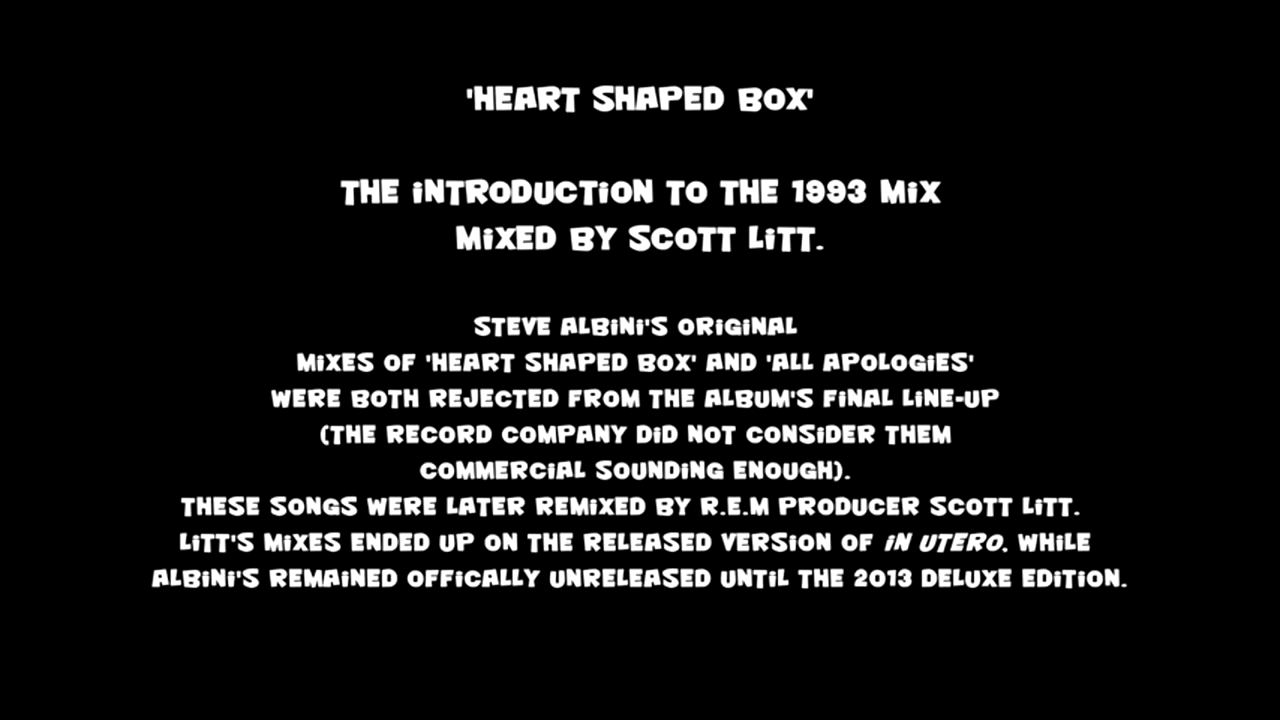 'HEART SHAPED BOX'
THE INTRODUCTION TO THE 1993 MIX
MIXED BY SCOTT LITT.
STEVE ALBINI'S ORIGINAL
MIXES OF 'HEART SHAPED BOX' AND 'ALL APOLOGIES'
WERE BOTH REJECTED FROM THE ALBUM'S FINAL LINE-UP
(THE RECORD COMPANY DID NOT CONSIDER THEM
COMMERCIAL SOUNDING ENOUGH).
THESE SONGS WERE LATER REMIXED BY R.E.M PRODUCER SCOTT LITT.
LITT'S MIXES ENDED UP ON THE RELEASED VERSION OF IN UTERO. WHILE
ALBINI'S REMAINED OFFICALLY UNRELEASED UNTIL THE 2013 DELUXE EDITION.